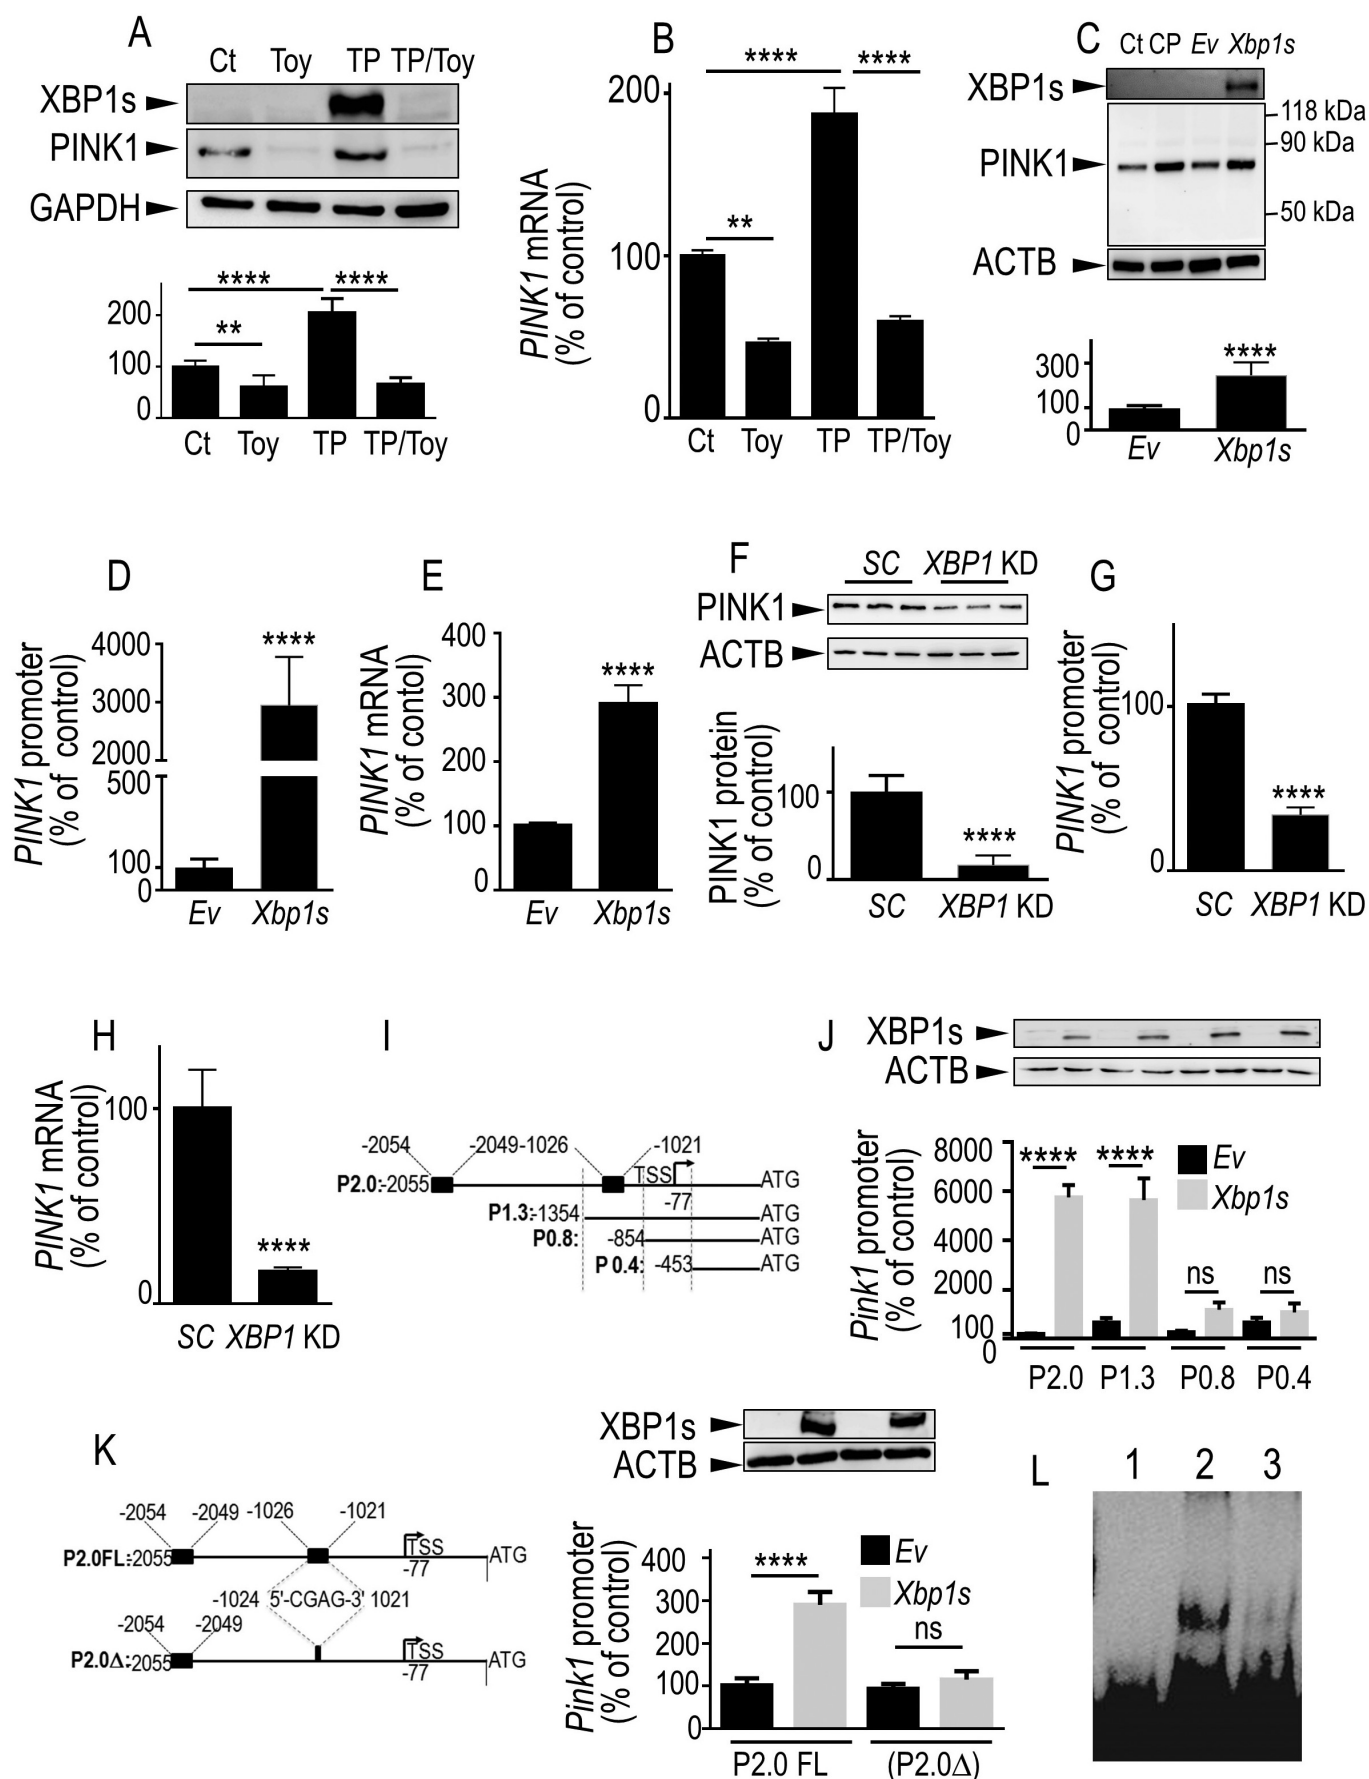 A
Ct Toy TP TP/Toy
XBP1s
PINK1
GAPDH
**** ****
**
200
100
0
Ct Toy TP TP/Toy
B
**** ****
**
PINK1 mRNA
(% of control)
200
100
0
Ct Toy TP TP/Toy
C
Ct CP Ev Xbp1s
XBP1s
118 kDa
90 kDa
PINK1
50 kDa
ACTB
****
300
100
0
Ev Xbp1s
D
PINK1 promoter
(% of control)
4000
3000
2000
500
100
0
****
Ev Xbp1s
E
PINK1 mRNA
(% of contol)
400
300
200
100
0
****
Ev Xbp1s
F
SC XBP1 KD
PINK1
ACTB
PINK1 protein
(% of control)
100
0
****
SC XBP1 KD
G
PINK1 promoter
(% of control)
100
0
****
SC XBP1 KD
H
PINK1 mRNA
(% of control)
100
0
****
SC XBP1 KD
I
-2054 -2049 -1026 -1021
P2.0:-2055 TSS ATG
-77
P1.3:-1354 ATG
P0.8: -854 ATG
P0.4: -453 ATG
J
XBP1s
ACTB
Pink1 promoter
(% of control)
8000
6000
4000
2000
100
0
**** **** ns ns
Ev
Xbp1s
P2.0 P1.3 P0.8 P0.4
K
-2054 -2049 -1026 -1021
P2.0FL:-2055 TSS ATG
-77
-1024 5'-CGAG-3' 1021
-2054 -2049
P2.0Δ:-2055 TSS ATG
-77
XBP1s
ACTB
Pink1 promoter
(% of control)
400
300
200
100
0
**** ns
Ev
Xbp1s
P2.0 FL (P2.0Δ)
L
1 2 3